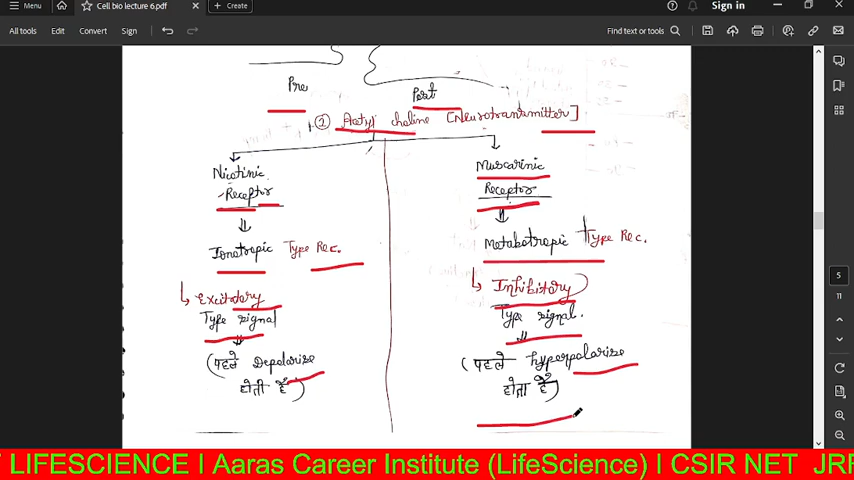 Menu
Cell bio lecture 6.pdf
Create
Sign in
All tools Edit Convert Sign
Find text or tools
Pre
Post
② Acetyl choline [Neurotransmitter]
Nicotinic
Receptor
Ionotropic Type Rec.
Excitatory
Type signal
(पहले Depolarize
होती है)
Muscarinic
Receptor
Metabotropic Type Rec.
Inhibitory
Type signal.
(पहले hyperpolarize
होता है)
5
11
LIFESCIENCE I Aaras Career Institute (LifeScience) I CSIR NET JRF